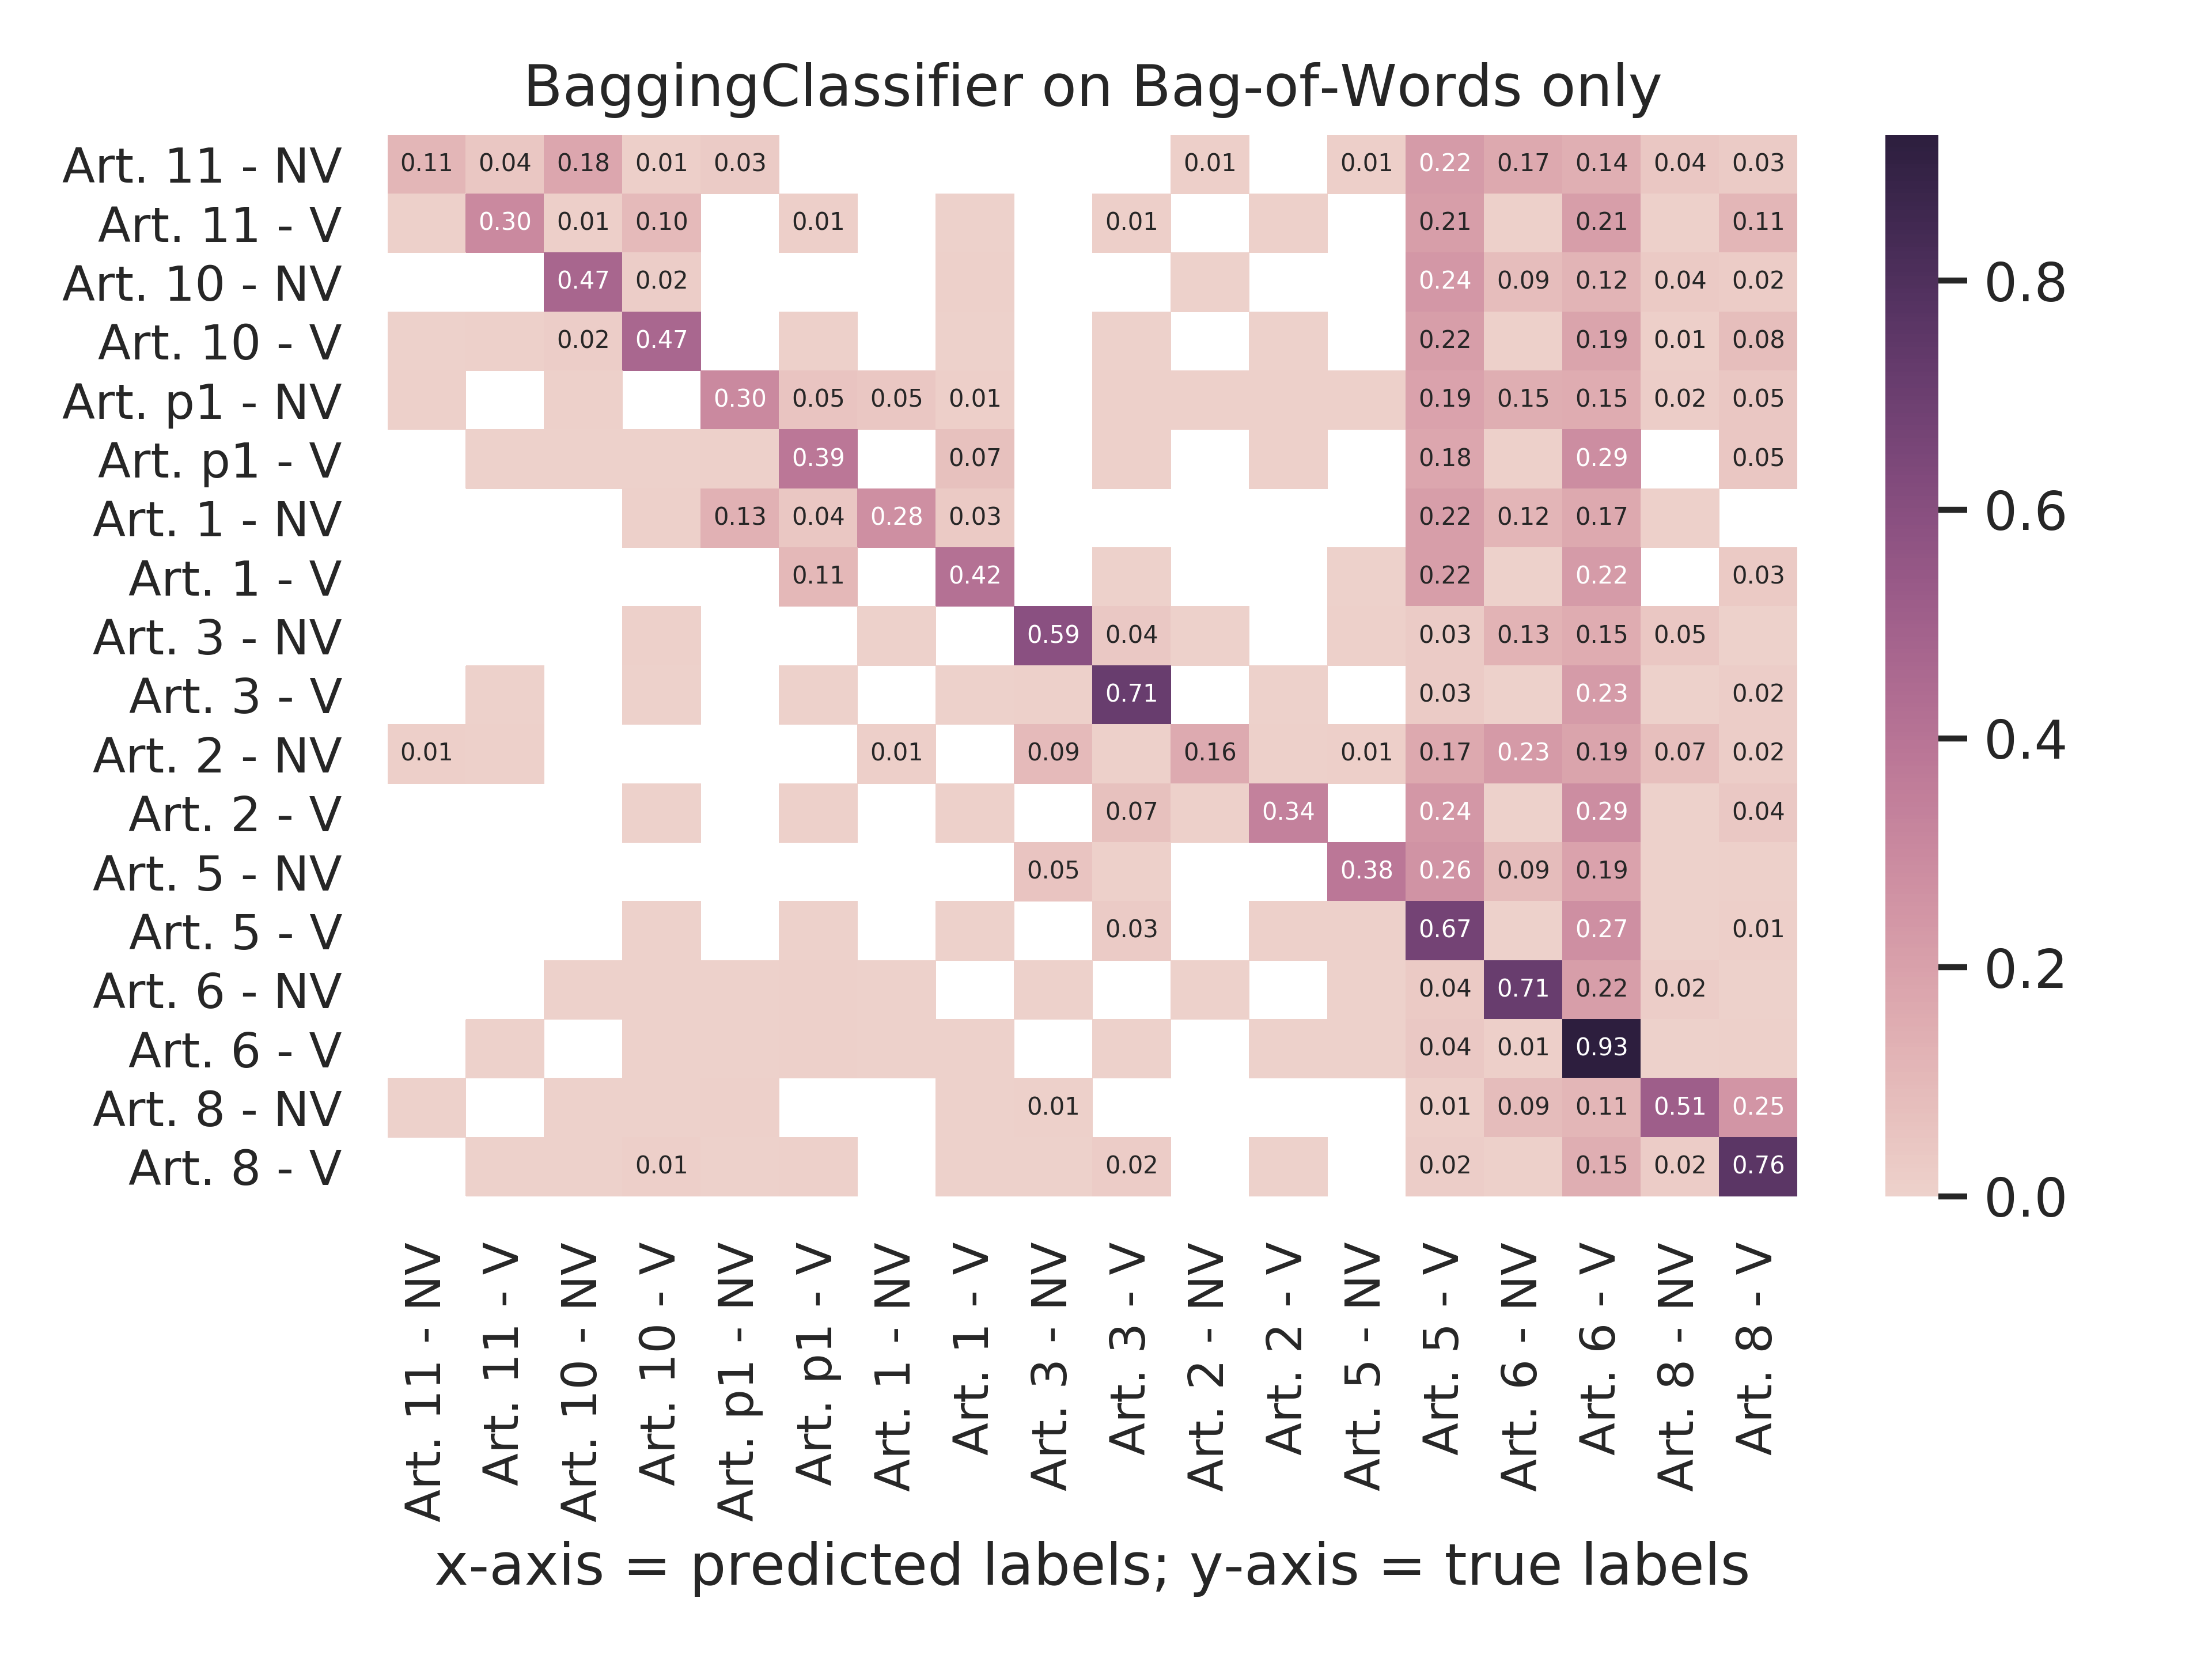 BaggingClassifier on Bag-of-Words only
Art. 11 - NV 0.11 0.04 0.18 0.01 0.03 0.01 0.01 0.22 0.17 0.14 0.04 0.03
Art. 11 - V 0.30 0.01 0.10 0.01 0.01 0.21 0.21 0.11
Art. 10 - NV 0.47 0.02 0.24 0.09 0.12 0.04 0.02
Art. 10 - V 0.02 0.47 0.22 0.19 0.01 0.08
Art. p1 - NV 0.30 0.05 0.05 0.01 0.19 0.15 0.15 0.02 0.05
Art. p1 - V 0.39 0.07 0.18 0.29 0.05
Art. 1 - NV 0.13 0.04 0.28 0.03 0.22 0.12 0.17
Art. 1 - V 0.11 0.42 0.22 0.22 0.03
Art. 3 - NV 0.59 0.04 0.03 0.13 0.15 0.05
Art. 3 - V 0.71 0.03 0.23 0.02
Art. 2 - NV 0.01 0.01 0.09 0.16 0.01 0.17 0.23 0.19 0.07 0.02
Art. 2 - V 0.07 0.34 0.24 0.29 0.04
Art. 5 - NV 0.05 0.38 0.26 0.09 0.19
Art. 5 - V 0.03 0.67 0.27 0.01
Art. 6 - NV 0.04 0.71 0.22 0.02
Art. 6 - V 0.04 0.01 0.93
Art. 8 - NV 0.01 0.01 0.09 0.11 0.51 0.25
Art. 8 - V 0.01 0.02 0.02 0.15 0.02 0.76
0.8
0.6
0.4
0.2
0.0
Art. 11 - NV
Art. 11 - V
Art. 10 - NV
Art. 10 - V
Art. p1 - NV
Art. p1 - V
Art. 1 - NV
Art. 1 - V
Art. 3 - NV
Art. 3 - V
Art. 2 - NV
Art. 2 - V
Art. 5 - NV
Art. 5 - V
Art. 6 - NV
Art. 6 - V
Art. 8 - NV
Art. 8 - V
x-axis = predicted labels; y-axis = true labels